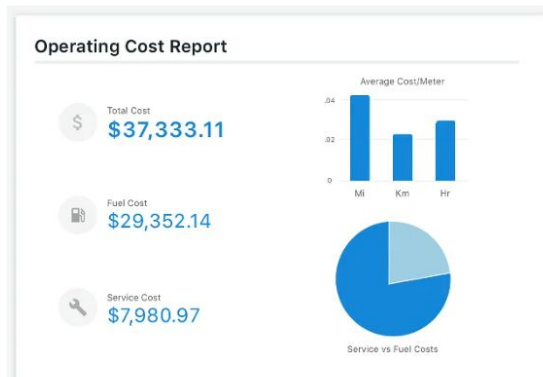 Operating Cost Report
Total Cost
$37,333.11
Fuel Cost
$29,352.14
Service Cost
$7,980.97
Average Cost/Meter
.04
.02
0
Mi Km Hr
Service vs Fuel Costs